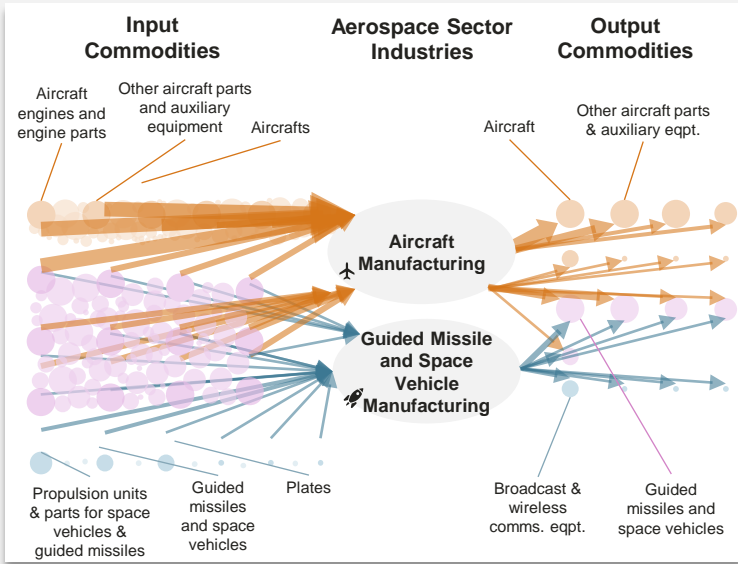 Input
Commodities
Aerospace Sector
Industries
Output
Commodities
Aircraft
engines and
engine parts
Other aircraft parts
and auxiliary
equipment
Aircrafts
Aircraft
Other aircraft parts
& auxiliary eqpt.
Aircraft
Manufacturing
Guided Missile
and Space
Vehicle
Manufacturing
Propulsion units
& parts for space
vehicles &
guided missiles
Guided
missiles
and space
vehicles
Plates
Broadcast &
wireless
comms. eqpt.
Guided
missiles and
space vehicles